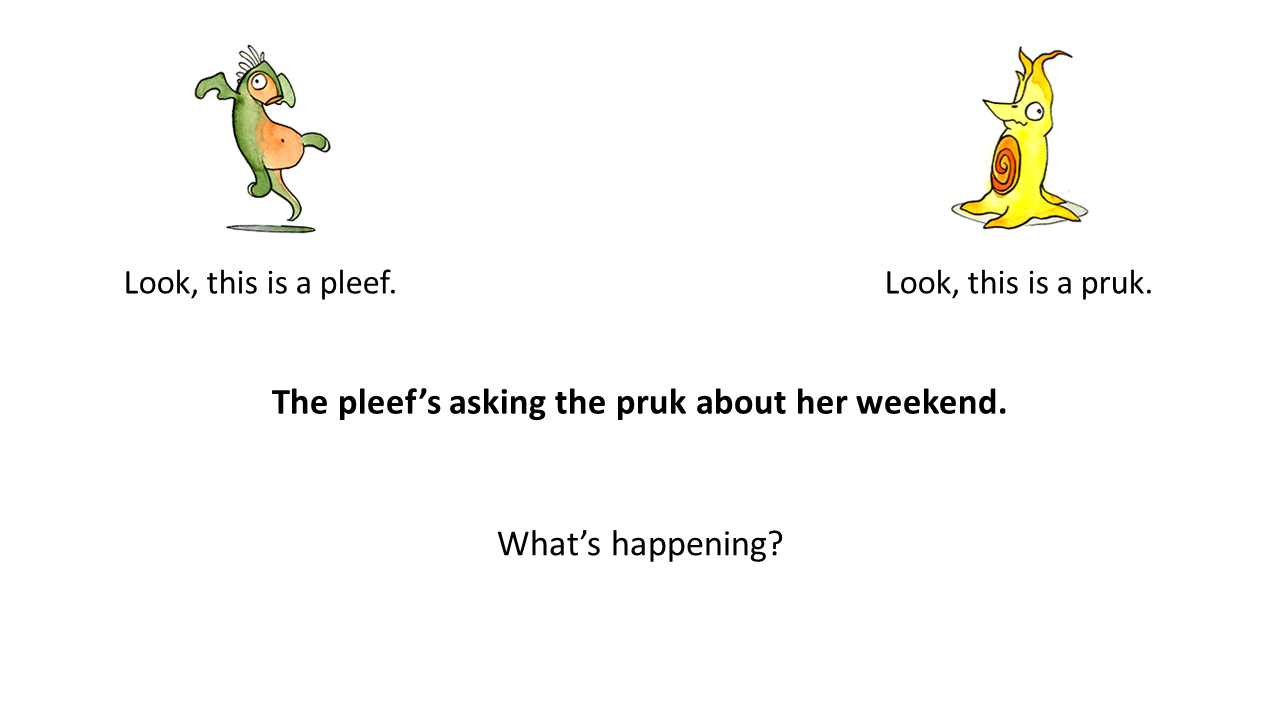 Look, this is a pleef.
Look, this is a pruk.
The pleef’s asking the pruk about her weekend.
What’s happening?